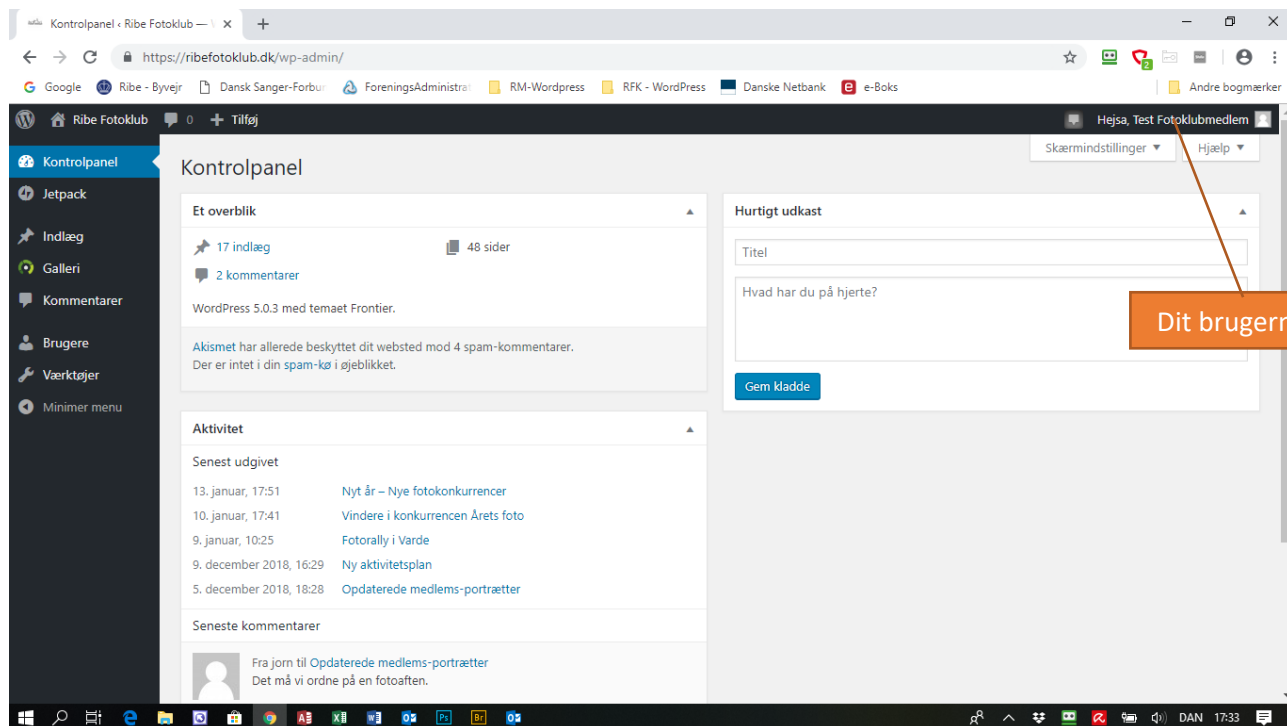 Kontrolpanel ‹ Ribe Fotoklub —
https://ribefotoklub.dk/wp-admin/
Google Ribe - Byvejr Dansk Sanger-Forbun ForeningsAdministrat RM-Wordpress RFK - WordPress Danske Netbank e-Boks Andre bogmærker
Ribe Fotoklub 0 Tilføj Hejsa, Test Fotoklubmedlem
Skærmindstillinger Hjælp
Kontrolpanel
Jetpack
Indlæg
Galleri
Kommentarer
Brugere
Værktøjer
Minimer menu
Kontrolpanel
Et overblik
17 indlæg 48 sider
2 kommentarer
WordPress 5.0.3 med temaet Frontier.
Akismet har allerede beskyttet dit websted mod 4 spam-kommentarer.
Der er intet i din spam-kø i øjeblikket.
Aktivitet
Senest udgivet
13. januar, 17:51 Nyt år – Nye fotokonkurrencer
10. januar, 17:41 Vindere i konkurrencen Årets foto
9. januar, 10:25 Fotorally i Varde
9. december 2018, 16:29 Ny aktivitetsplan
5. december 2018, 18:28 Opdaterede medlems-portrætter
Seneste kommentarer
Fra jorn til Opdaterede medlems-portrætter
Det må vi ordne på en fotoaften.
Hurtigt udkast
Titel
Hvad har du på hjerte?
Gem kladde
Dit brugern
DAN 17:33